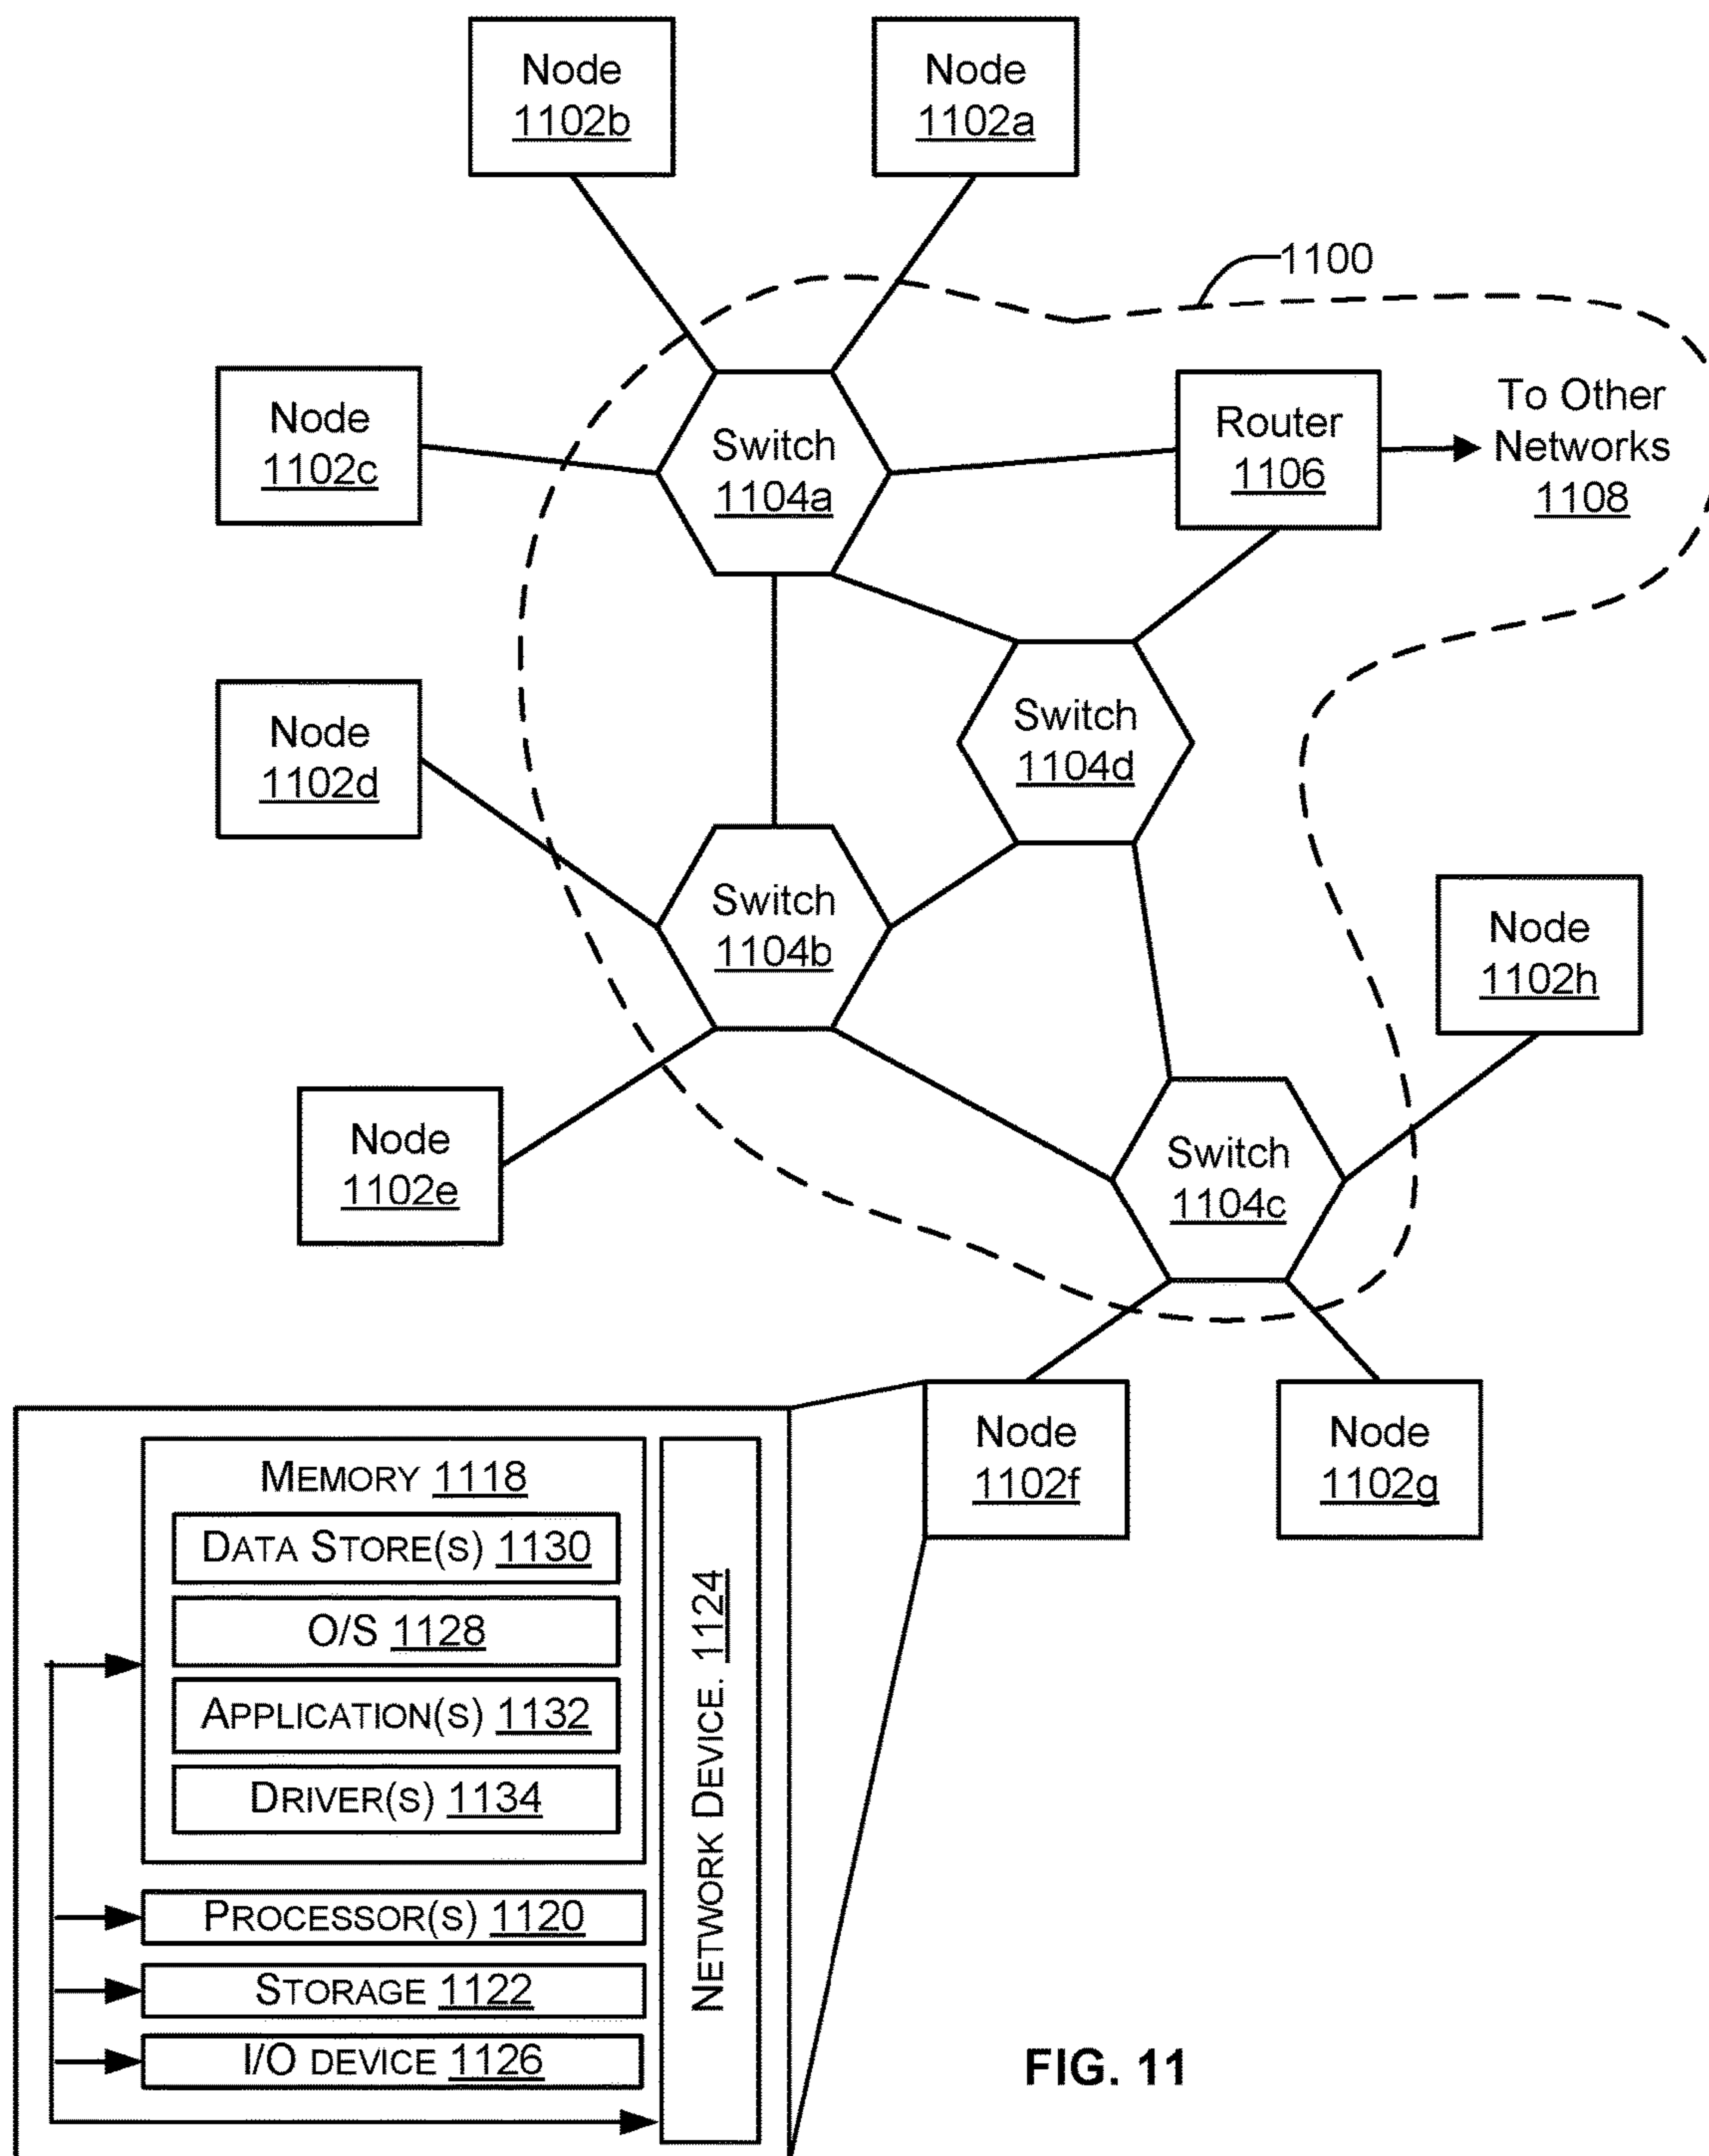 Node
1102b
Node
1102a
1100
Node
1102c
Switch
1104a
Router
1106
To Other
Networks
1108
Node
1102d
Switch
1104d
Switch
1104b
Node
1102h
Node
1102e
Switch
1104c
Node
1102f
Node
1102g
MEMORY 1118
DATA STORE(S) 1130
O/S 1128
APPLICATION(S) 1132
DRIVER(S) 1134
NETWORK DEVICE. 1124
PROCESSOR(S) 1120
STORAGE 1122
I/O DEVICE 1126
FIG. 11